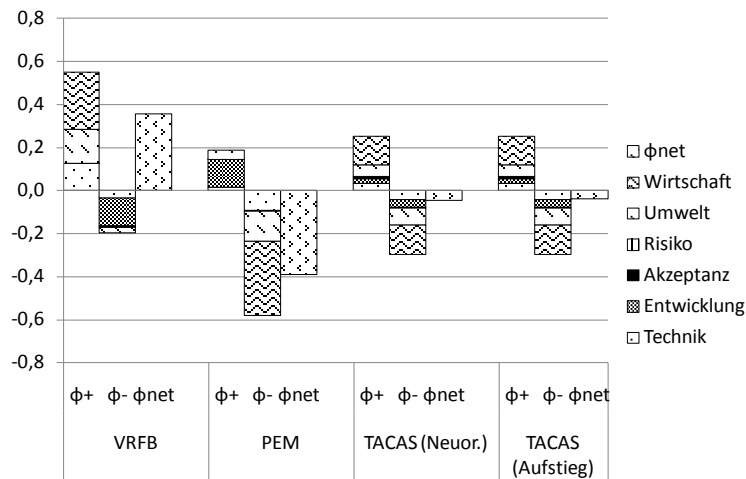 0,8
0,6
0,4
0,2
0,0
-0,2
-0,4
-0,6
-0,8
ϕ+ ϕ- ϕnet ϕ+ ϕ- ϕnet ϕ+ ϕ- ϕnet ϕ+ ϕ- ϕnet
VRFB PEM TACAS (Neuor.) TACAS
(Aufstieg)
ϕnet
Wirtschaft
Umwelt
Risiko
Akzeptanz
Entwicklung
Technik